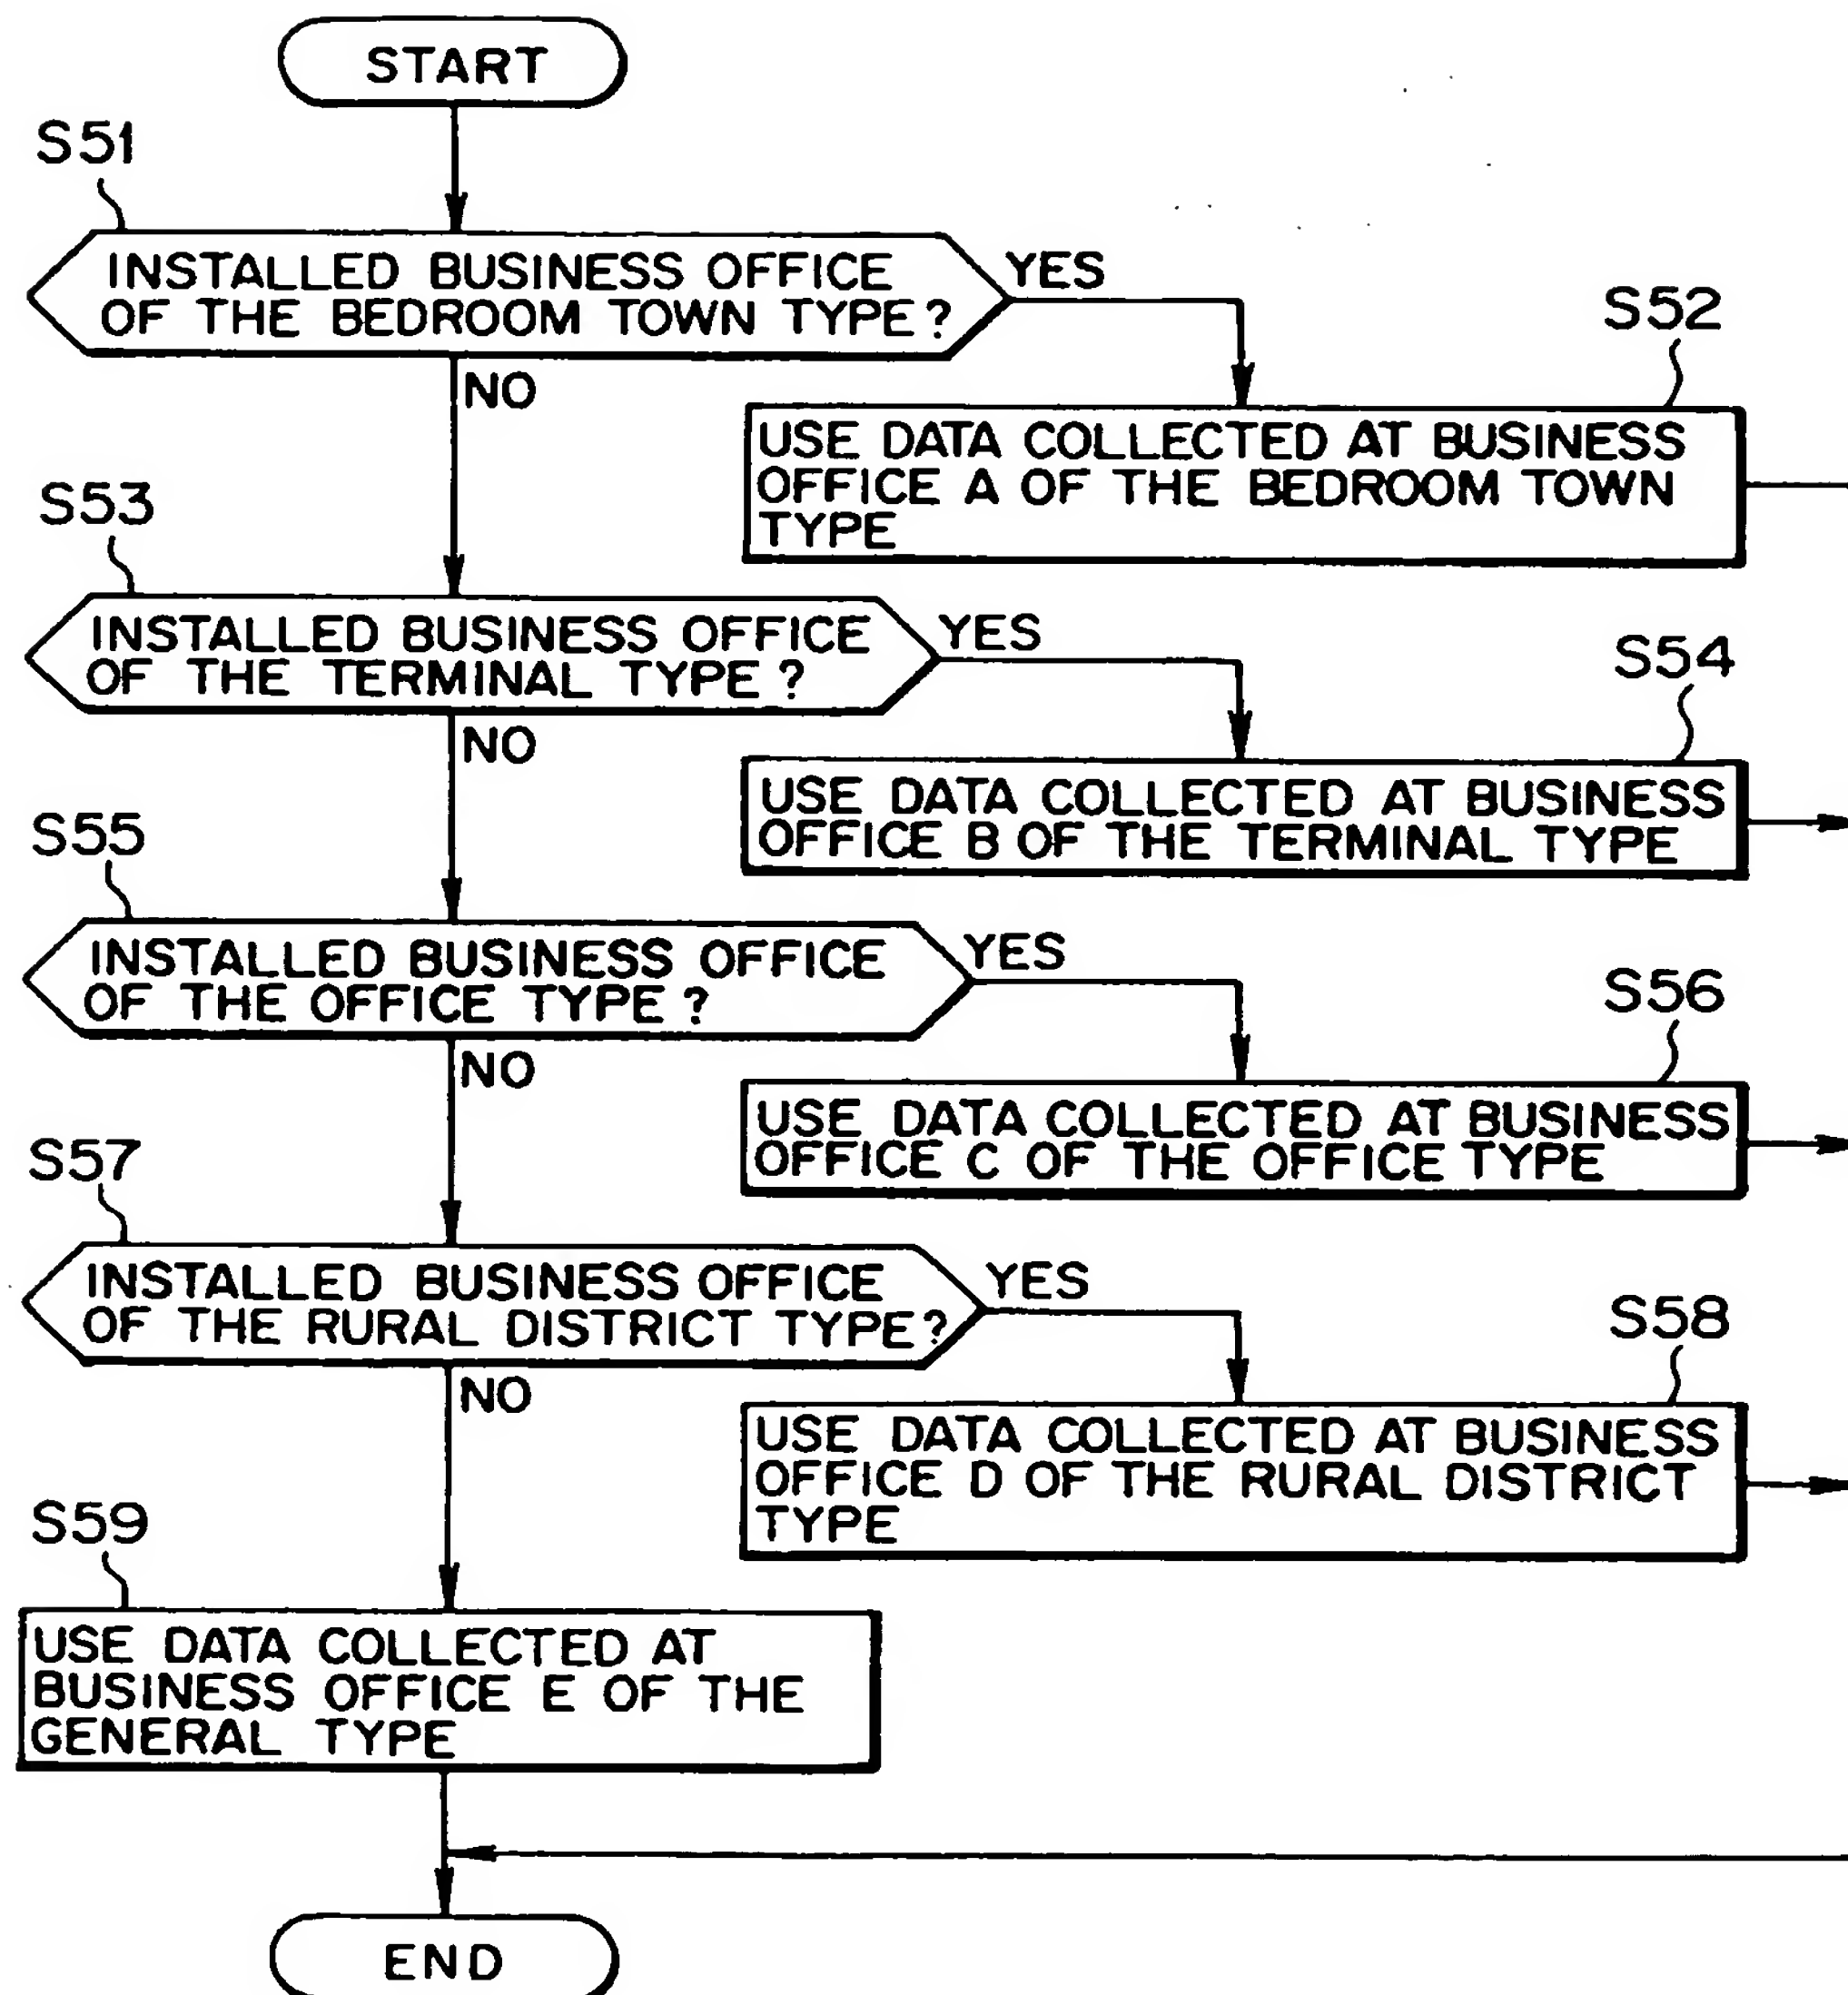 START
S51
INSTALLED BUSINESS OFFICE
OF THE BEDROOM TOWN TYPE?
YES
NO
S52
USE DATA COLLECTED AT BUSINESS
OFFICE A OF THE BEDROOM TOWN
TYPE
S53
INSTALLED BUSINESS OFFICE
OF THE TERMINAL TYPE?
YES
NO
S54
USE DATA COLLECTED AT BUSINESS
OFFICE B OF THE TERMINAL TYPE
S55
INSTALLED BUSINESS OFFICE
OF THE OFFICE TYPE?
YES
NO
S56
USE DATA COLLECTED AT BUSINESS
OFFICE C OF THE OFFICE TYPE
S57
INSTALLED BUSINESS OFFICE
OF THE RURAL DISTRICT TYPE?
YES
NO
S58
USE DATA COLLECTED AT BUSINESS
OFFICE D OF THE RURAL DISTRICT
TYPE
S59
USE DATA COLLECTED AT
BUSINESS OFFICE E OF THE
GENERAL TYPE
END